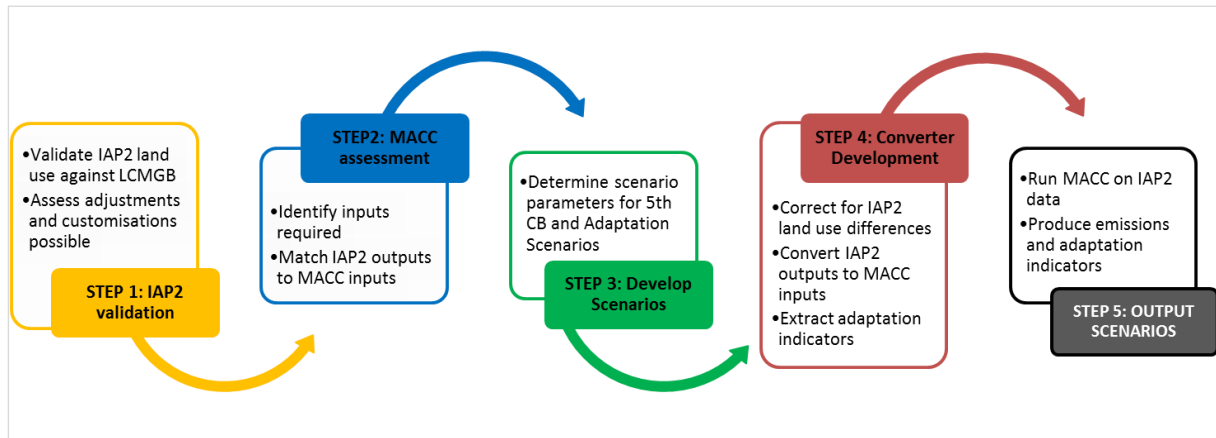 •Validate IAP2 land
use against LCMGB
•Assess adjustments
and customisations
possible
STEP 1: IAP2
validation
STEP2: MACC
assessment
•Identify inputs
required
•Match IAP2 outputs
to MACC inputs
•Determine scenario
parameters for 5th
CB and Adaptation
Scenarios
STEP 3: Develop
Scenarios
STEP 4: Converter
Development
•Correct for IAP2
land use differences
•Convert IAP2
outputs to MACC
inputs
•Extract adaptation
indicators
•Run MACC on IAP2
data
•Produce emissions
and adaptation
indicators
STEP 5: OUTPUT
SCENARIOS